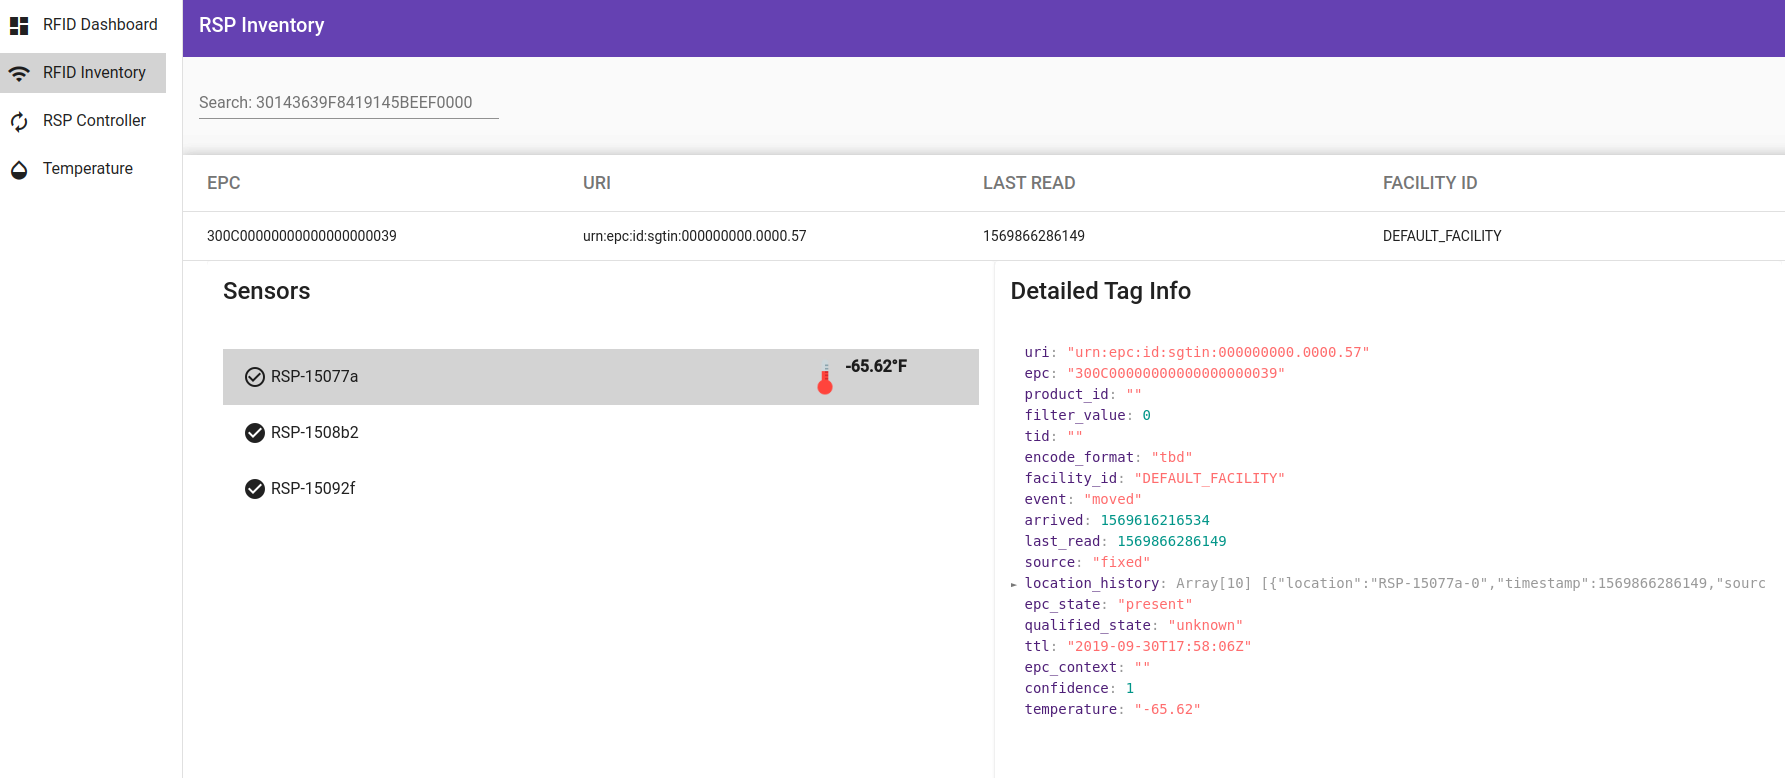 RFID Dashboard
RFID Inventory
RSP Controller
Temperature
RSP Inventory
Search: 30143639F8419145BEEF0000
EPC URI LAST READ FACILITY ID
300C00000000000000000039 urn:epc:id:sgtin:000000000.0000.57 1569866286149 DEFAULT_FACILITY
Sensors
RSP-15077a -65.62°F
RSP-1508b2
RSP-15092f
Detailed Tag Info
uri: "urn:epc:id:sgtin:000000000.0000.57"
epc: "300C00000000000000000039"
product_id: ""
filter_value: 0
tid: ""
encode_format: "tbd"
facility_id: "DEFAULT_FACILITY"
event: "moved"
arrived: 1569616216534
last_read: 1569866286149
source: "fixed"
location_history: Array[10] [{"location":"RSP-15077a-0","timestamp":1569866286149,"sourc
epc_state: "present"
qualified_state: "unknown"
ttl: "2019-09-30T17:58:06Z"
epc_context: ""
confidence: 1
temperature: "-65.62"